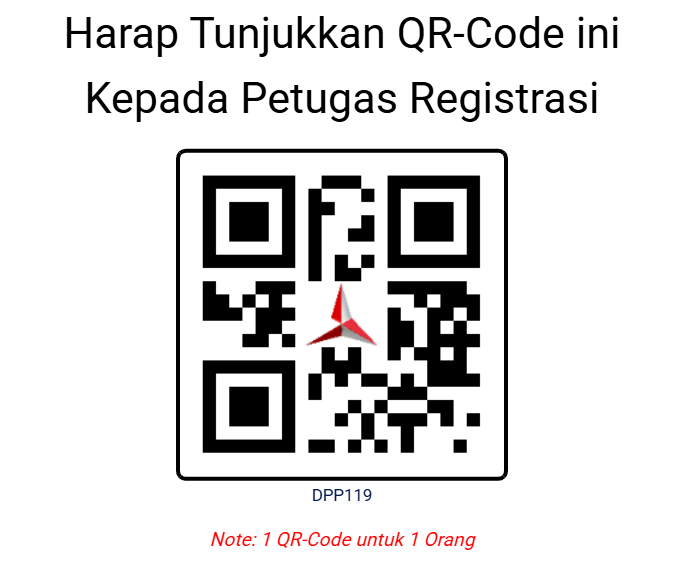 Harap Tunjukkan QR-Code ini
Kepada Petugas Registrasi
DPP119
Note: 1 QR-Code untuk 1 Orang